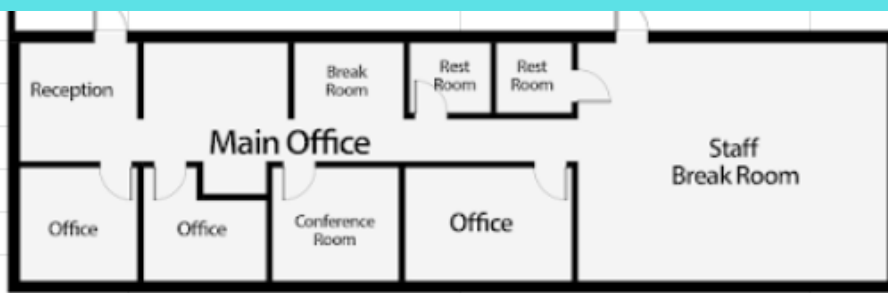 Reception
Break
Room
Rest
Room
Rest
Room
Main Office
Staff
Break Room
Office
Office
Conference
Room
Office